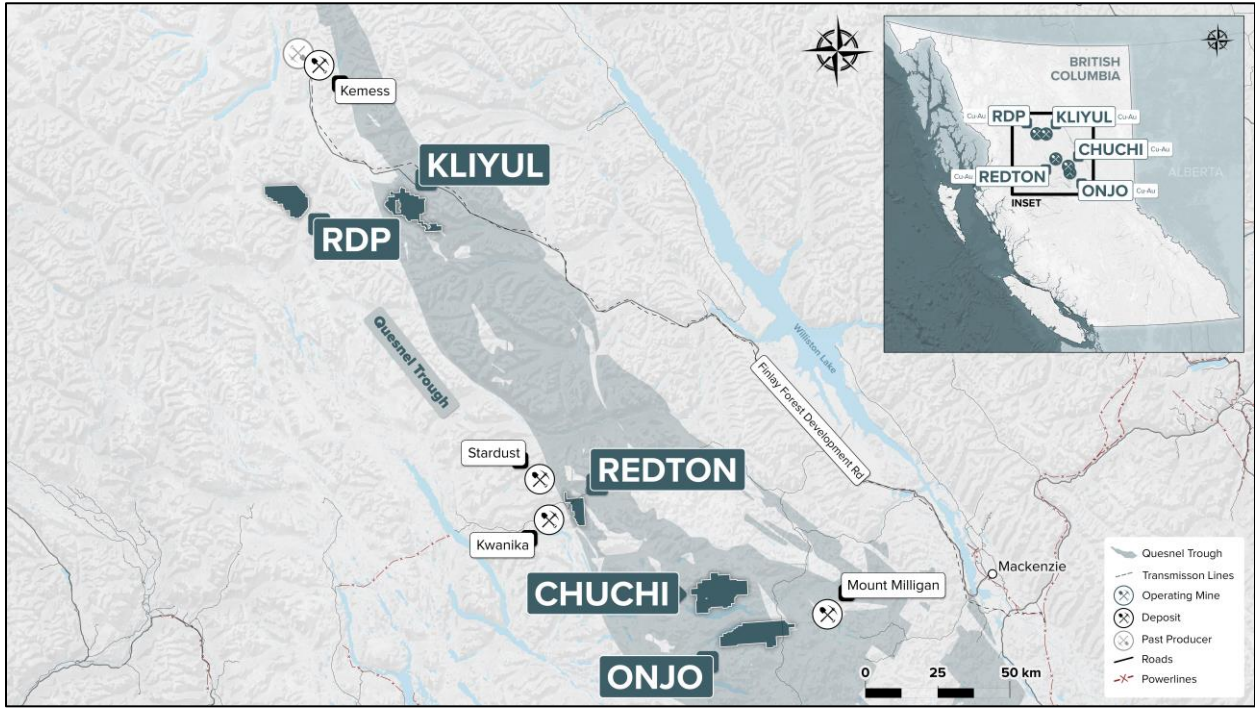 Kemess
KLIYUL
RDP
Quesnel Trough
Williston Lake
Finlay Forest Development Rd
Stardust
REDTON
Kwanika
CHUCHI
Mount Milligan
Mackenzie
ONJO
0 25 50 km
BRITISH
COLUMBIA
Cu-Au RDP KLIYUL Cu-Au
CHUCHI Cu-Au
Cu-Au REDTON
ONJO Cu-Au
ALBERTA
INSET
Quesnel Trough
Transmisson Lines
Operating Mine
Deposit
Past Producer
Roads
Powerlines